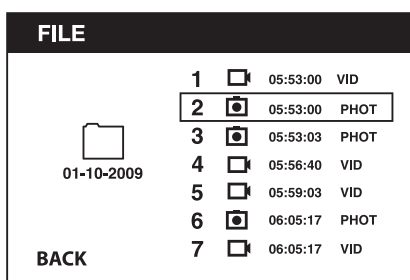 FILE
1 05:53:00 VID
2 05:53:00 PHOT
3 05:53:03 PHOT
4 05:56:40 VID
5 05:59:03 VID
6 06:05:17 PHOT
7 06:05:17 VID
01-10-2009
BACK